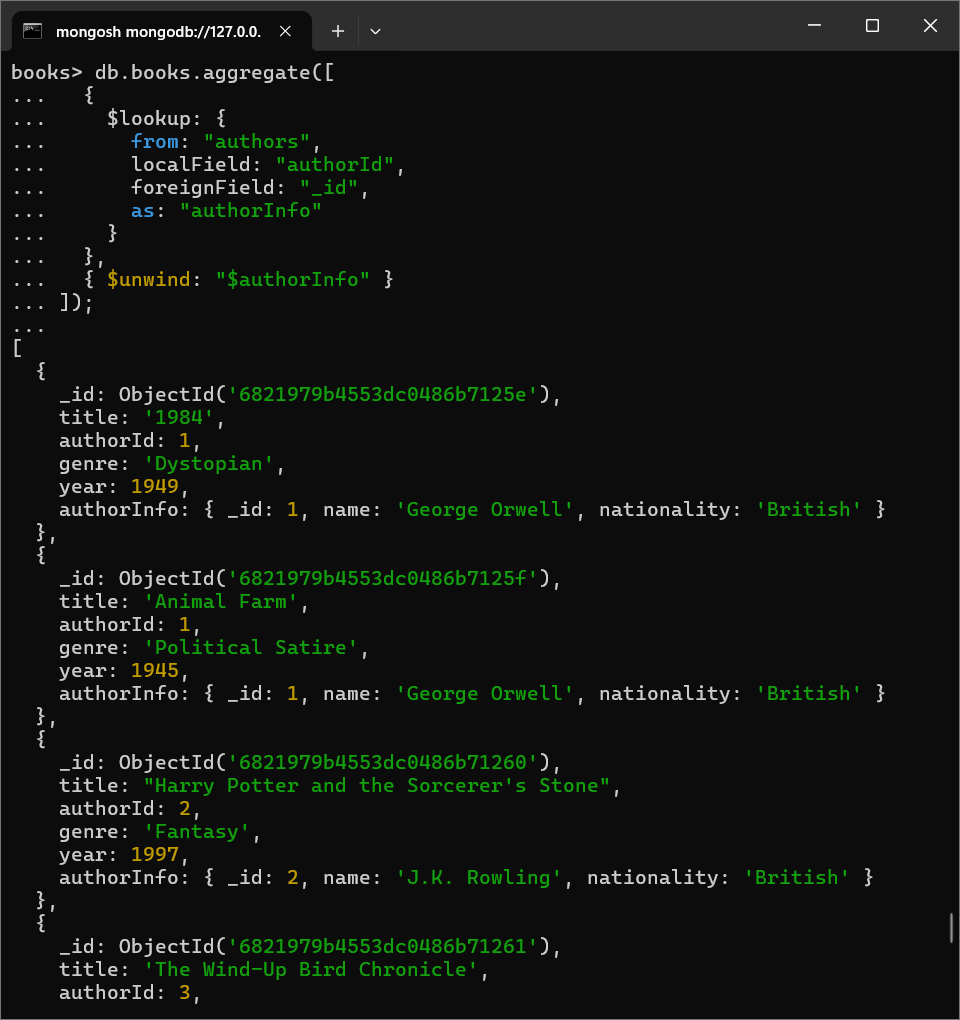 mongosh mongodb://127.0.0.
books> db.books.aggregate([
...   {
...     $lookup: {
...       from: "authors",
...       localField: "authorId",
...       foreignField: "_id",
...       as: "authorInfo"
...     }
...   },
...   { $unwind: "$authorInfo" }
... ]);
...
[
  {
    _id: ObjectId('6821979b4553dc0486b7125e'),
    title: '1984',
    authorId: 1,
    genre: 'Dystopian',
    year: 1949,
    authorInfo: { _id: 1, name: 'George Orwell', nationality: 'British' }
  },
  {
    _id: ObjectId('6821979b4553dc0486b7125f'),
    title: 'Animal Farm',
    authorId: 1,
    genre: 'Political Satire',
    year: 1945,
    authorInfo: { _id: 1, name: 'George Orwell', nationality: 'British' }
  },
  {
    _id: ObjectId('6821979b4553dc0486b71260'),
    title: "Harry Potter and the Sorcerer's Stone",
    authorId: 2,
    genre: 'Fantasy',
    year: 1997,
    authorInfo: { _id: 2, name: 'J.K. Rowling', nationality: 'British' }
  },
  {
    _id: ObjectId('6821979b4553dc0486b71261'),
    title: 'The Wind-Up Bird Chronicle',
    authorId: 3,